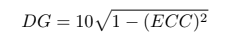 DG = 10√(1 − (ECC)²)